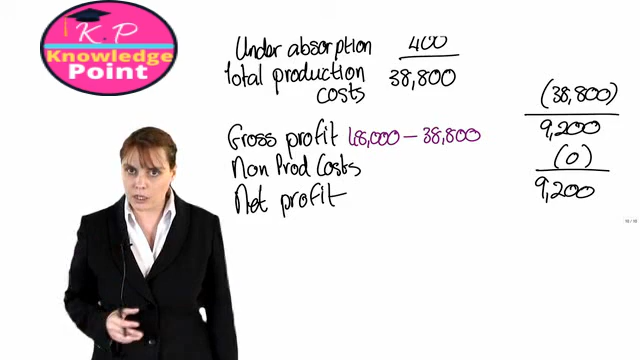 K.P
Knowledge
Point
Under absorption 400
Total production 38,800
costs
(38,800)
Gross profit 48,000 – 38,800 9,200
Non Prod Costs (0)
Net profit 9,200